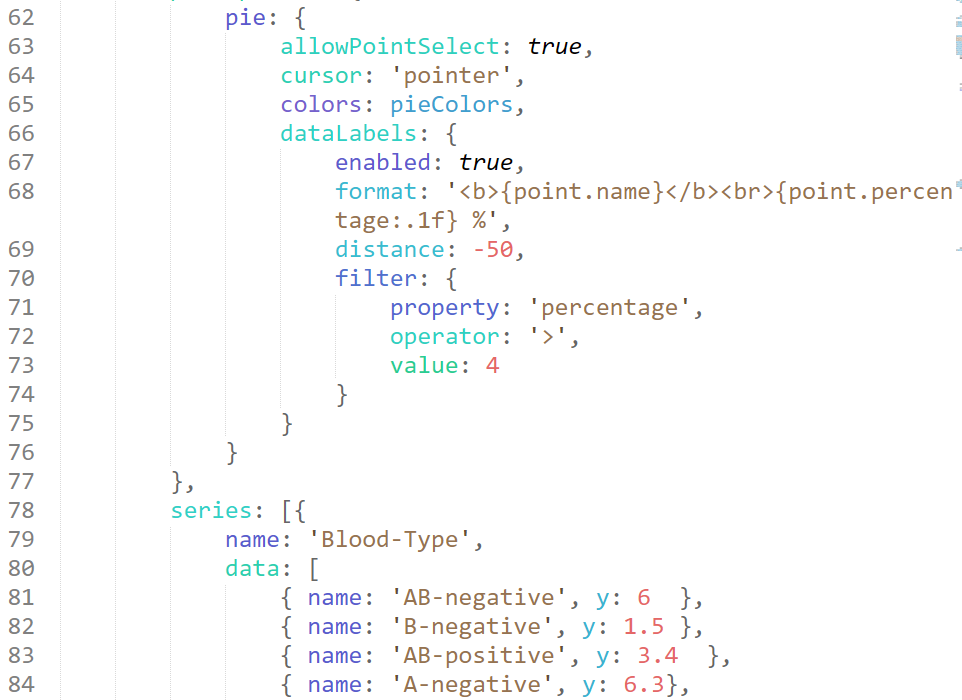 62 pie: {
63 allowPointSelect: true,
64 cursor: 'pointer',
65 colors: pieColors,
66 dataLabels: {
67 enabled: true,
68 format: '<b>{point.name}</b><br>{point.percen
tage:.1f} %',
69 distance: -50,
70 filter: {
71 property: 'percentage',
72 operator: '>',
73 value: 4
74 }
75 }
76 }
77 },
78 series: [{
79 name: 'Blood-Type',
80 data: [
81 { name: 'AB-negative', y: 6  },
82 { name: 'B-negative', y: 1.5 },
83 { name: 'AB-positive', y: 3.4  },
84 { name: 'A-negative', y: 6.3},